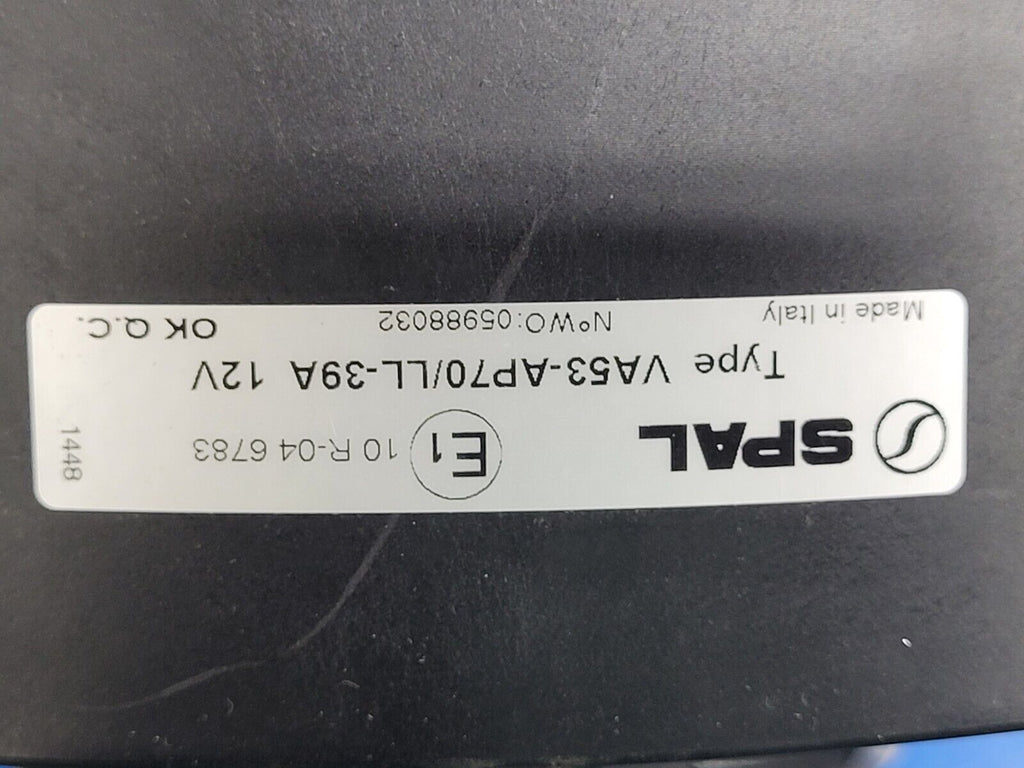 SPAL E1 10 R-04 6783
Type VA53-AP70/LL-39A 12V
Made in Italy N°WO:05988032 OK Q.C.
1448